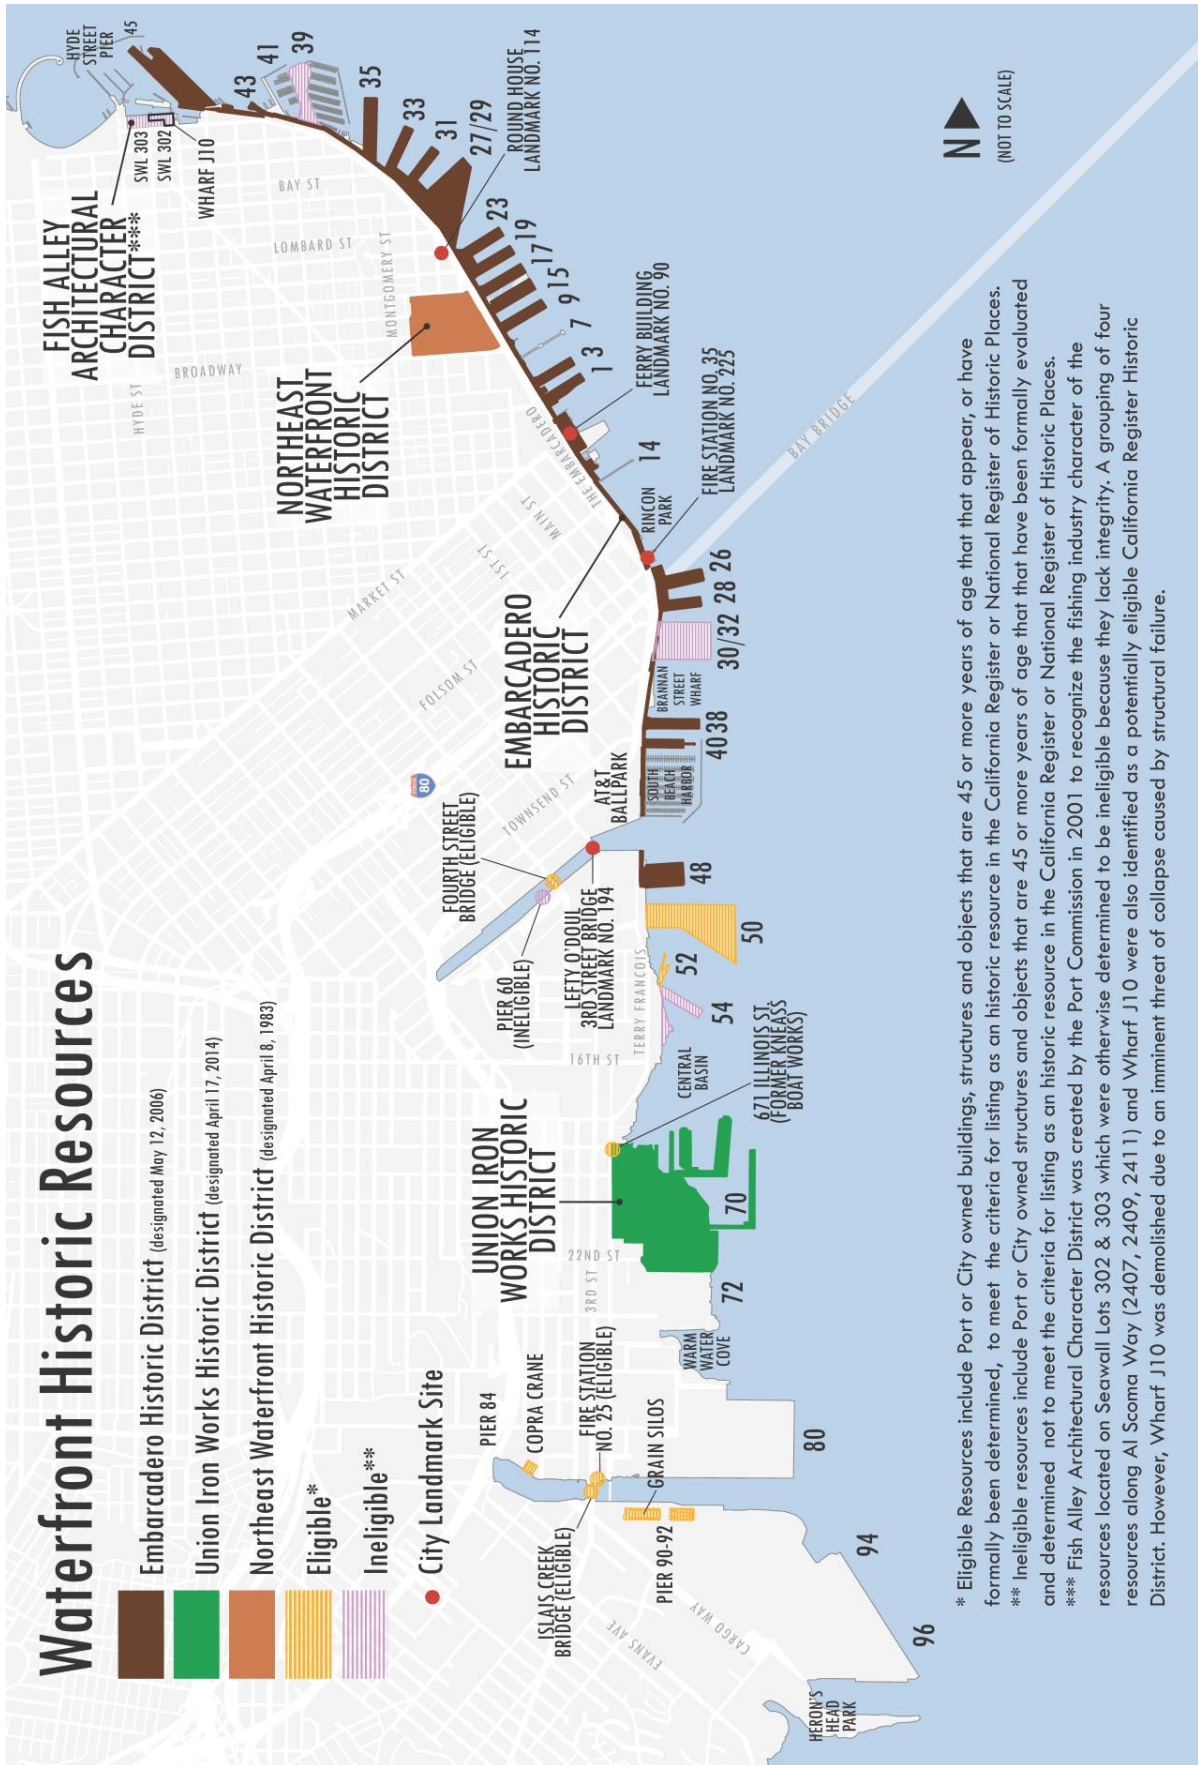 Waterfront Historic Resources
Embarcadero Historic District (designated May 12, 2006)
Union Iron Works Historic District (designated April 17, 2014)
Northeast Waterfront Historic District (designated April 8, 1983)
Eligible*
Ineligible**
City Landmark Site
HERON'S
HEAD
PARK
96
94
CARGO WAY
EVANS AVE
PIER 90-92
GRAIN SILOS
ISLAIS CREEK
BRIDGE (ELIGIBLE)
FIRE STATION
NO. 25 (ELIGIBLE)
COPRA CRANE
PIER 84
80
WARM
WATER
COVE
72
3RD ST
22ND ST
UNION IRON
WORKS HISTORIC
DISTRICT
70
671 ILLINOIS ST.
(FORMER KNEASS
BOAT WORKS)
CENTRAL
BASIN
16TH ST
TERRY FRANCOIS
54
52
50
48
PIER 60
(INELIGIBLE)
LEFTY O'DOUL
3RD STREET BRIDGE
LANDMARK NO. 194
FOURTH STREET
BRIDGE (ELIGIBLE)
80
TOWNSEND ST
AT&T
BALLPARK
SOUTH
BEACH
HARBOR
40
38
BRANNAN
STREET
WHARF
30/32
28
26
EMBARCADERO
HISTORIC
DISTRICT
FOLSOM ST
MARKET ST
1ST ST
MAIN ST
THE EMBARCADERO
RINCON
PARK
FIRE STATION NO. 35
LANDMARK NO. 225
BAY BRIDGE
14
FERRY BUILDING
LANDMARK NO. 90
1
3
7
9
15
17
19
23
NORTHEAST
WATERFRONT
HISTORIC
DISTRICT
BROADWAY
HYDE ST
MONTGOMERY ST
LOMBARD ST
BAY ST
27/29
ROUND HOUSE
LANDMARK NO. 114
31
33
35
39
41
43
45
HYDE
STREET
PIER
FISH ALLEY
ARCHITECTURAL
CHARACTER
DISTRICT***
SWL 303
SWL 302
WHARF J10
N
(NOT TO SCALE)
* Eligible Resources include Port or City owned buildings, structures and objects that are 45 or more years of age that that appear, or have
formally been determined, to meet the criteria for listing as an historic resource in the California Register or National Register of Historic Places.
** Ineligible resources include Port or City owned structures and objects that are 45 or more years of age that have been formally evaluated
and determined not to meet the criteria for listing as an historic resource in the California Register or National Register of Historic Places.
*** Fish Alley Architectural Character District was created by the Port Commission in 2001 to recognize the fishing industry character of the
resources located on Seawall Lots 302 & 303 which were otherwise determined to be ineligible because they lack integrity. A grouping of four
resources along Al Scoma Way (2407, 2409, 2411) and Wharf J10 were also identified as a potentially eligible California Register Historic
District. However, Wharf J10 was demolished due to an imminent threat of collapse caused by structural failure.